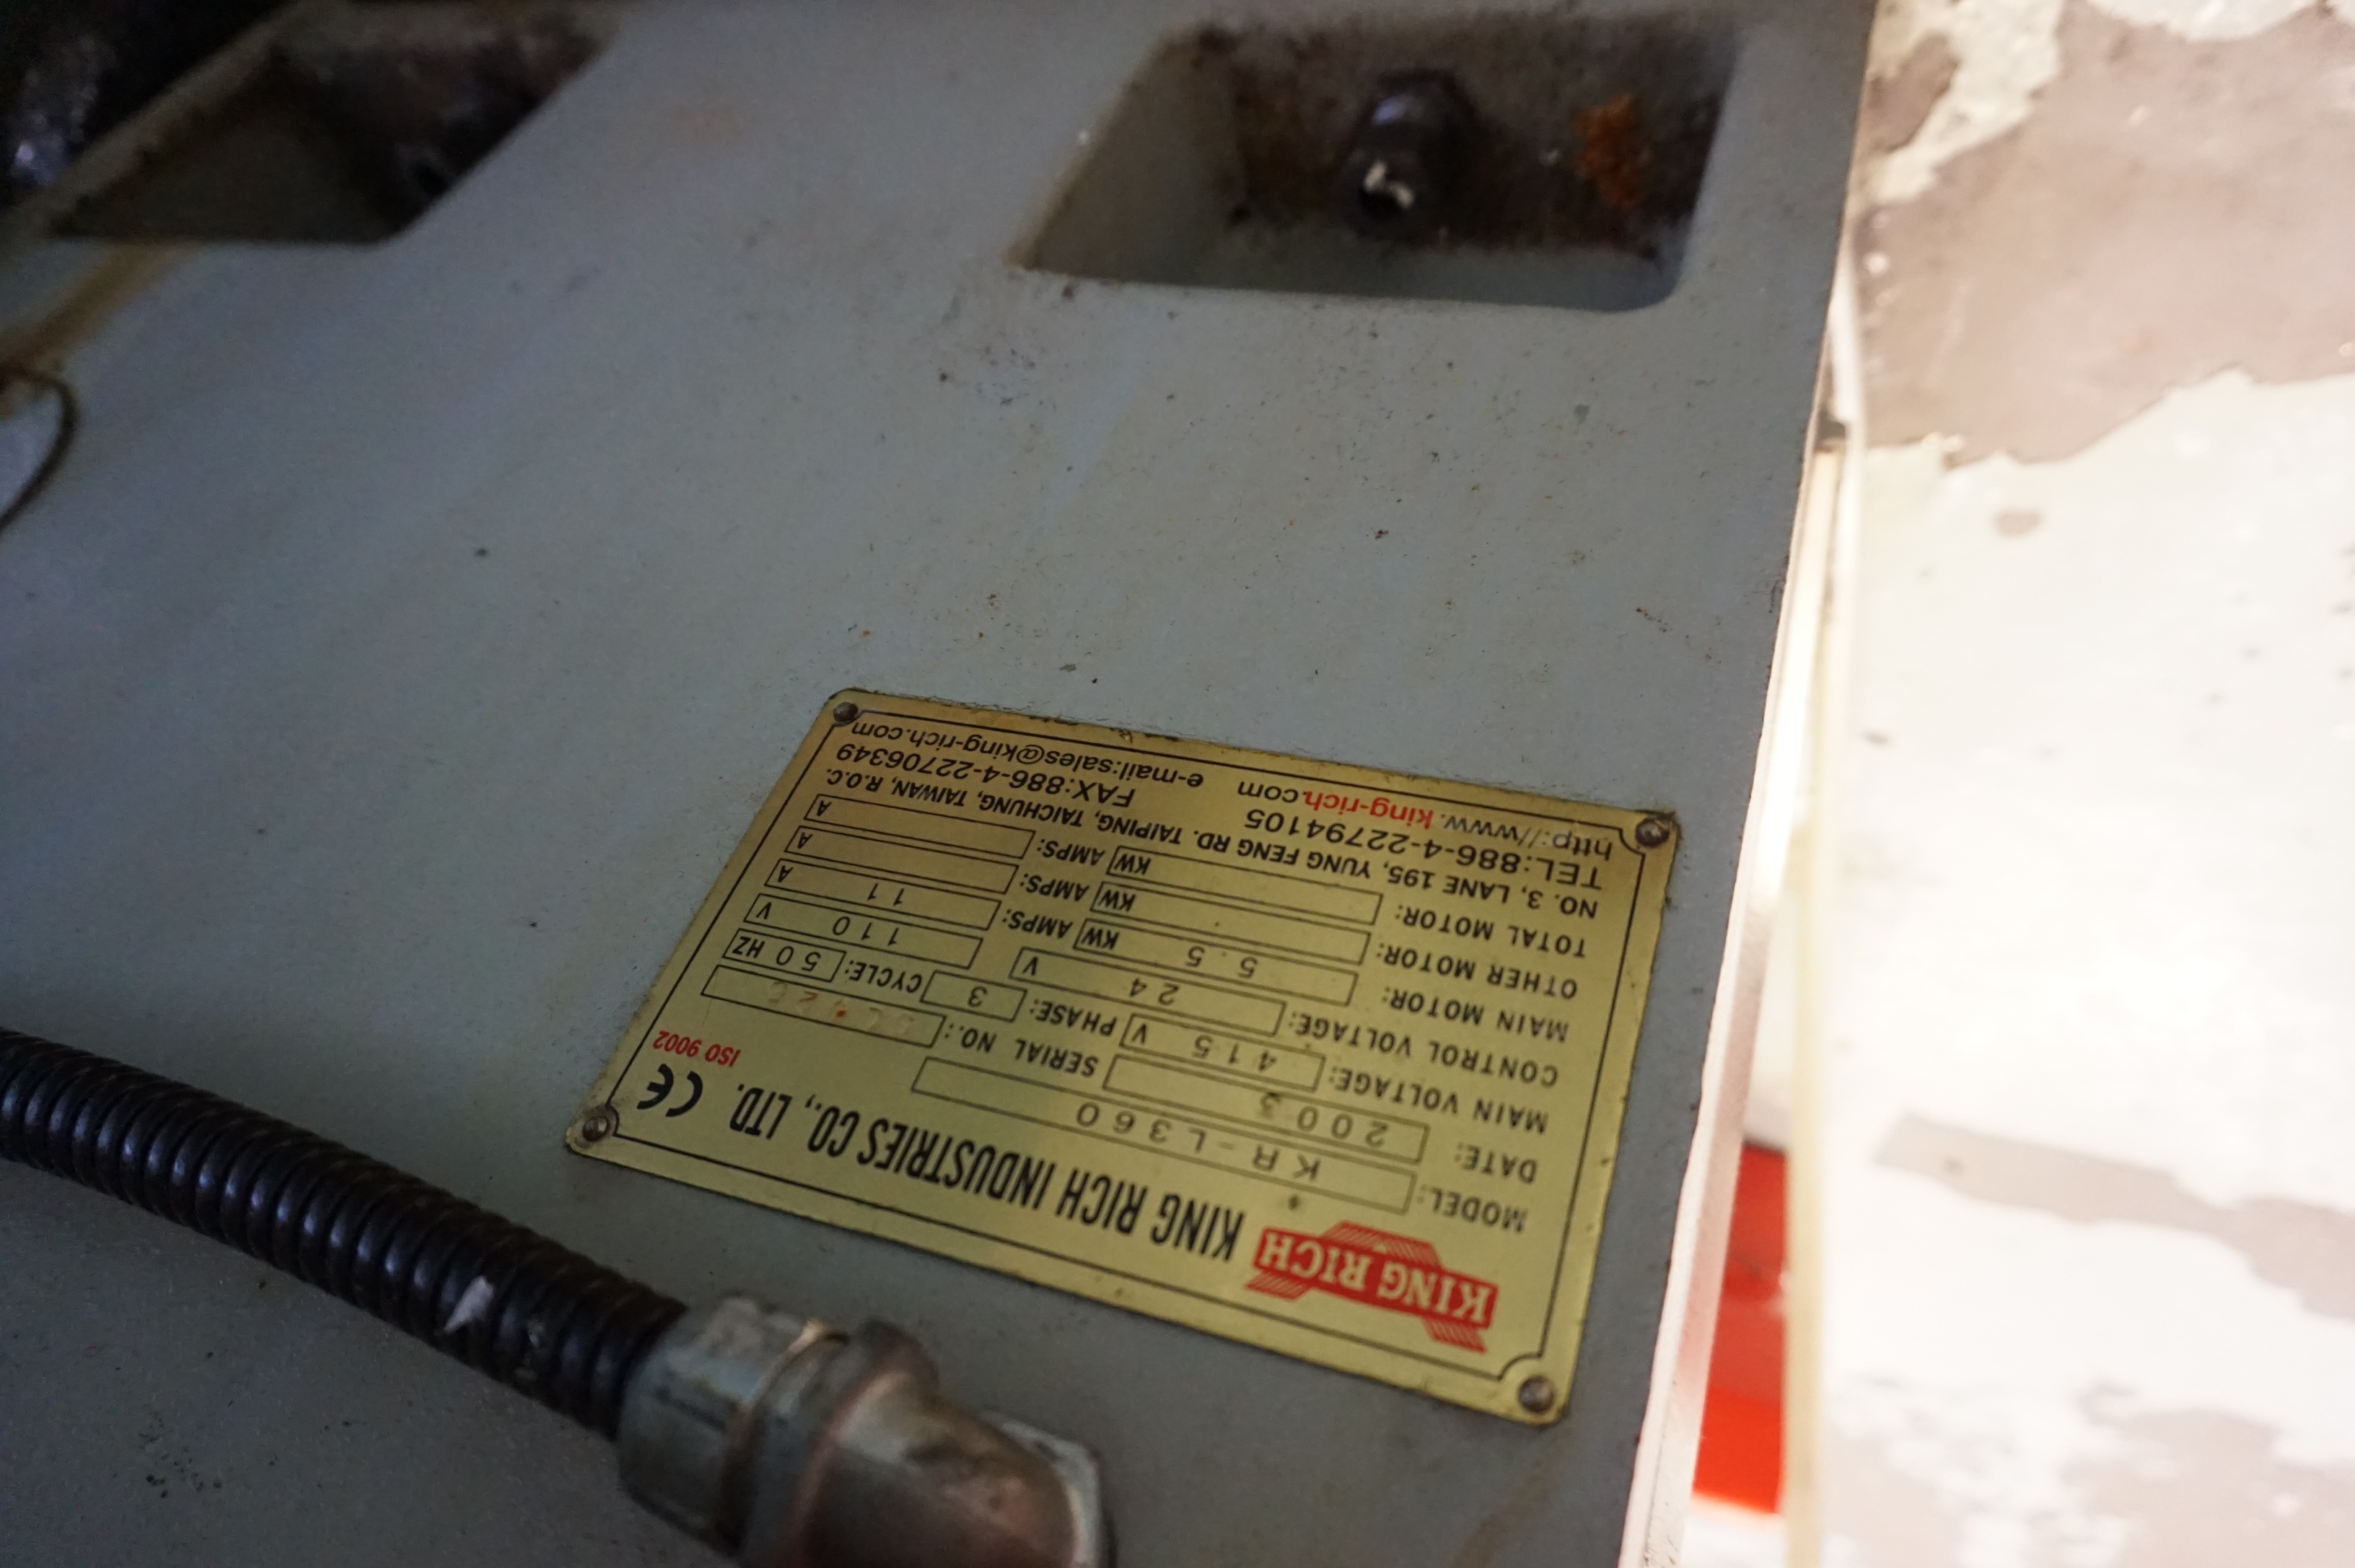 KING RICH KING RICH INDUSTRIES CO., LTD. CE ISO 9002
MODEL: KR-L360
DATE: 2003 SERIAL NO.:
MAIN VOLTAGE: 415 V PHASE: 3 CYCLE: 50 HZ
CONTROL VOLTAGE: 24 V 110 V
MAIN MOTOR: 5.5 KW AMPS: 11 A
OTHER MOTOR: KW AMPS: A
TOTAL MOTOR: KW AMPS: A
NO. 3, LANE 195, YUNG FENG RD. TAIPING, TAICHUNG, TAIWAN, R.O.C.
TEL:886-4-22794105 FAX:886-4-22706349
http://www.king-rich.com e-mail:sales@king-rich.com